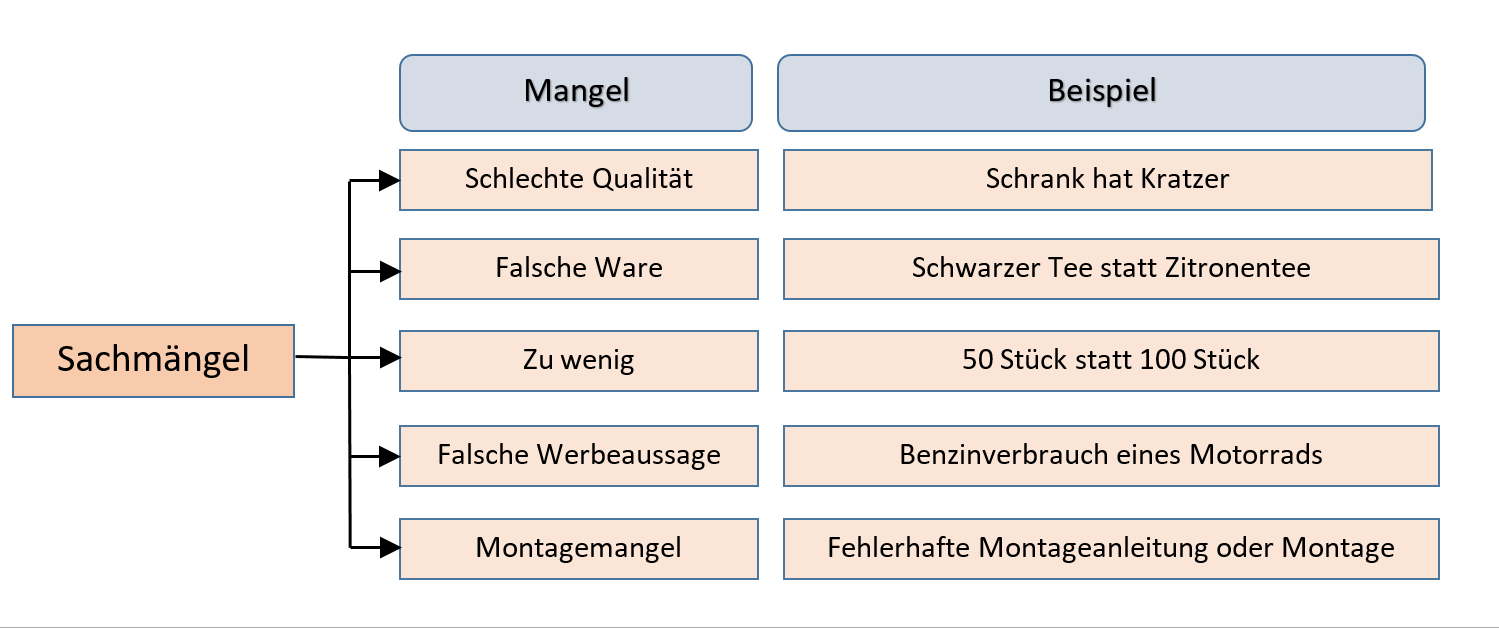 Mangel
Beispiel
Schlechte Qualität
Schrank hat Kratzer
Falsche Ware
Schwarzer Tee statt Zitronentee
Sachmängel
Zu wenig
50 Stück statt 100 Stück
Falsche Werbeaussage
Benzinverbrauch eines Motorrads
Montagemangel
Fehlerhafte Montageanleitung oder Montage